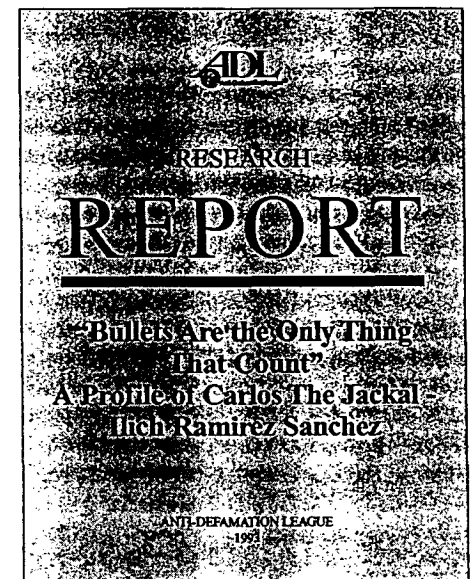 ADL
RESEARCH
REPORT
"Bullets Are the Only Thing
That Count"
A Profile of Carlos The Jackal -
Ilich Ramirez Sanchez
ANTI-DEFAMATION LEAGUE